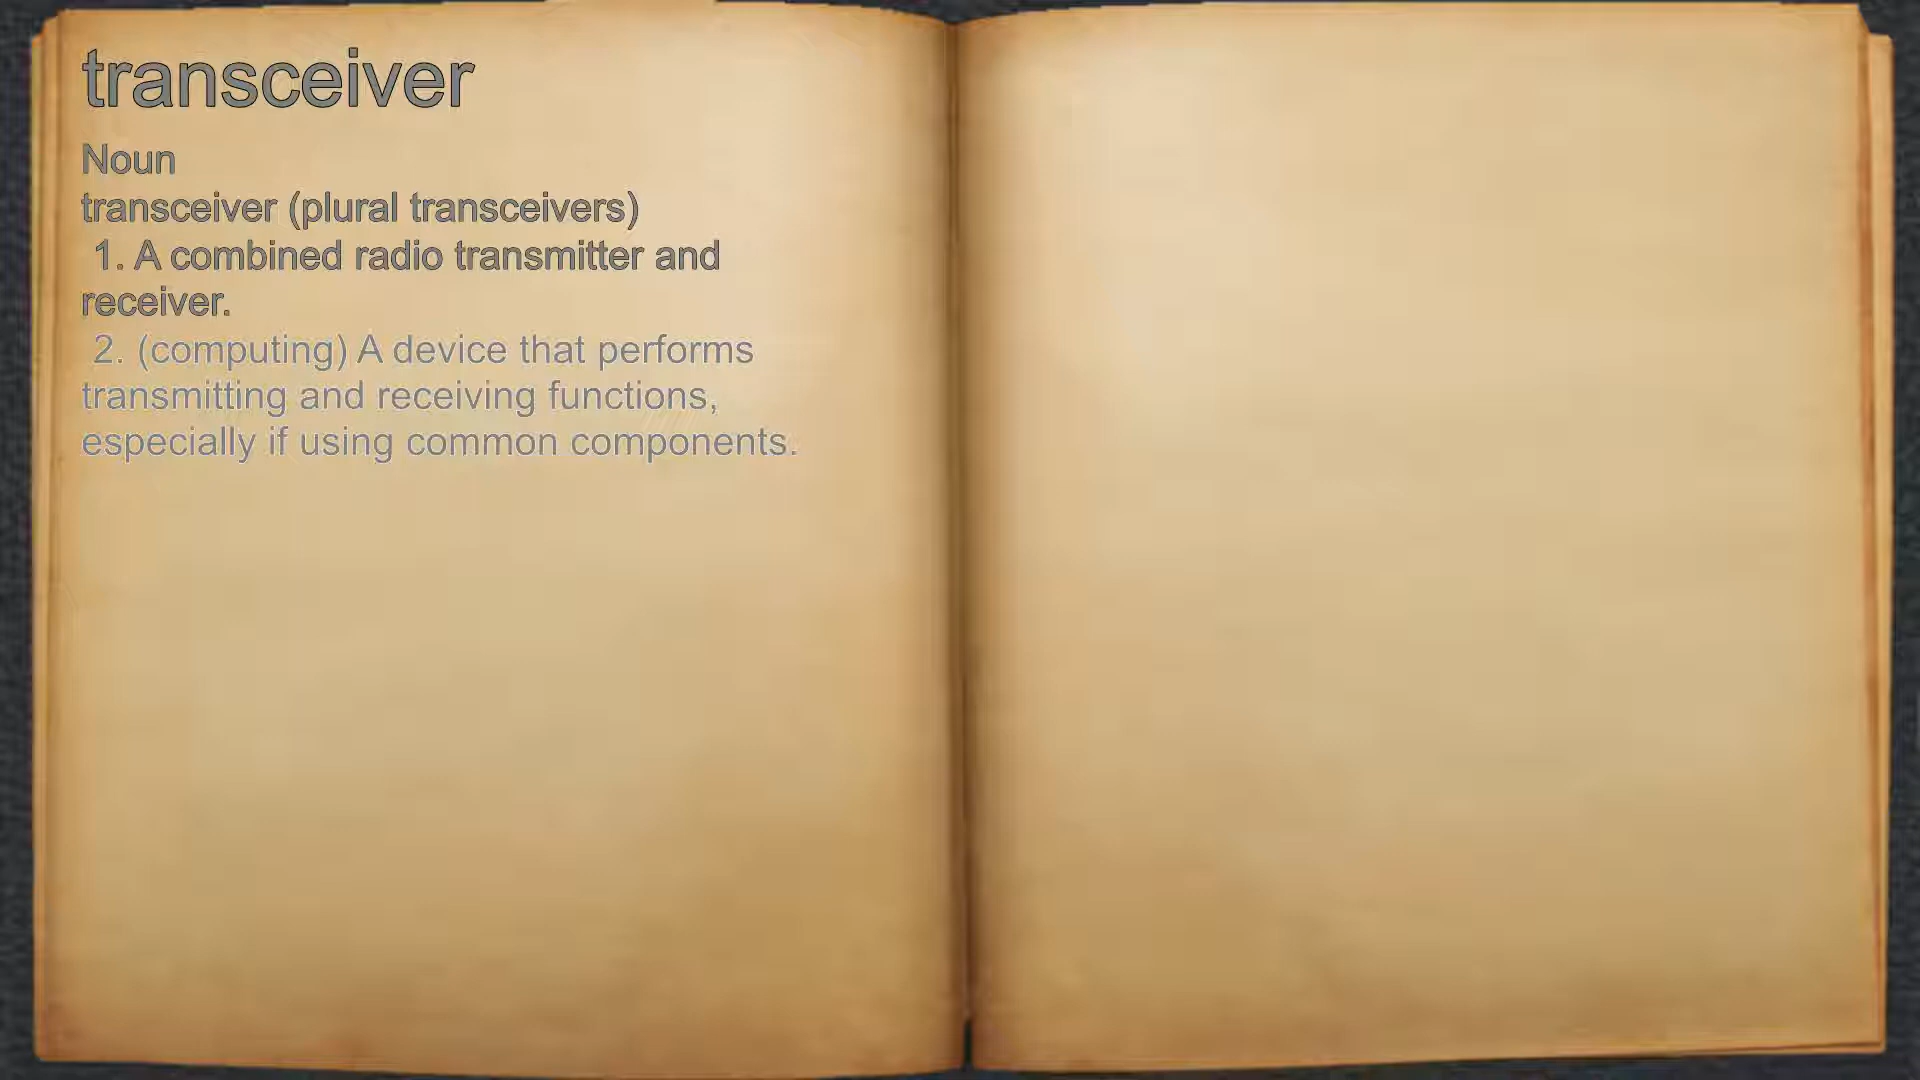 transceiver
Noun
transceiver (plural transceivers)
1. A combined radio transmitter and
receiver.
2. (computing) A device that performs
transmitting and receiving functions,
especially if using common components.